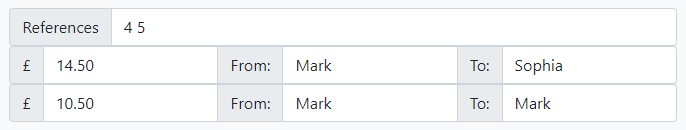 References 4 5
£ 14.50 From: Mark To: Sophia
£ 10.50 From: Mark To: Mark